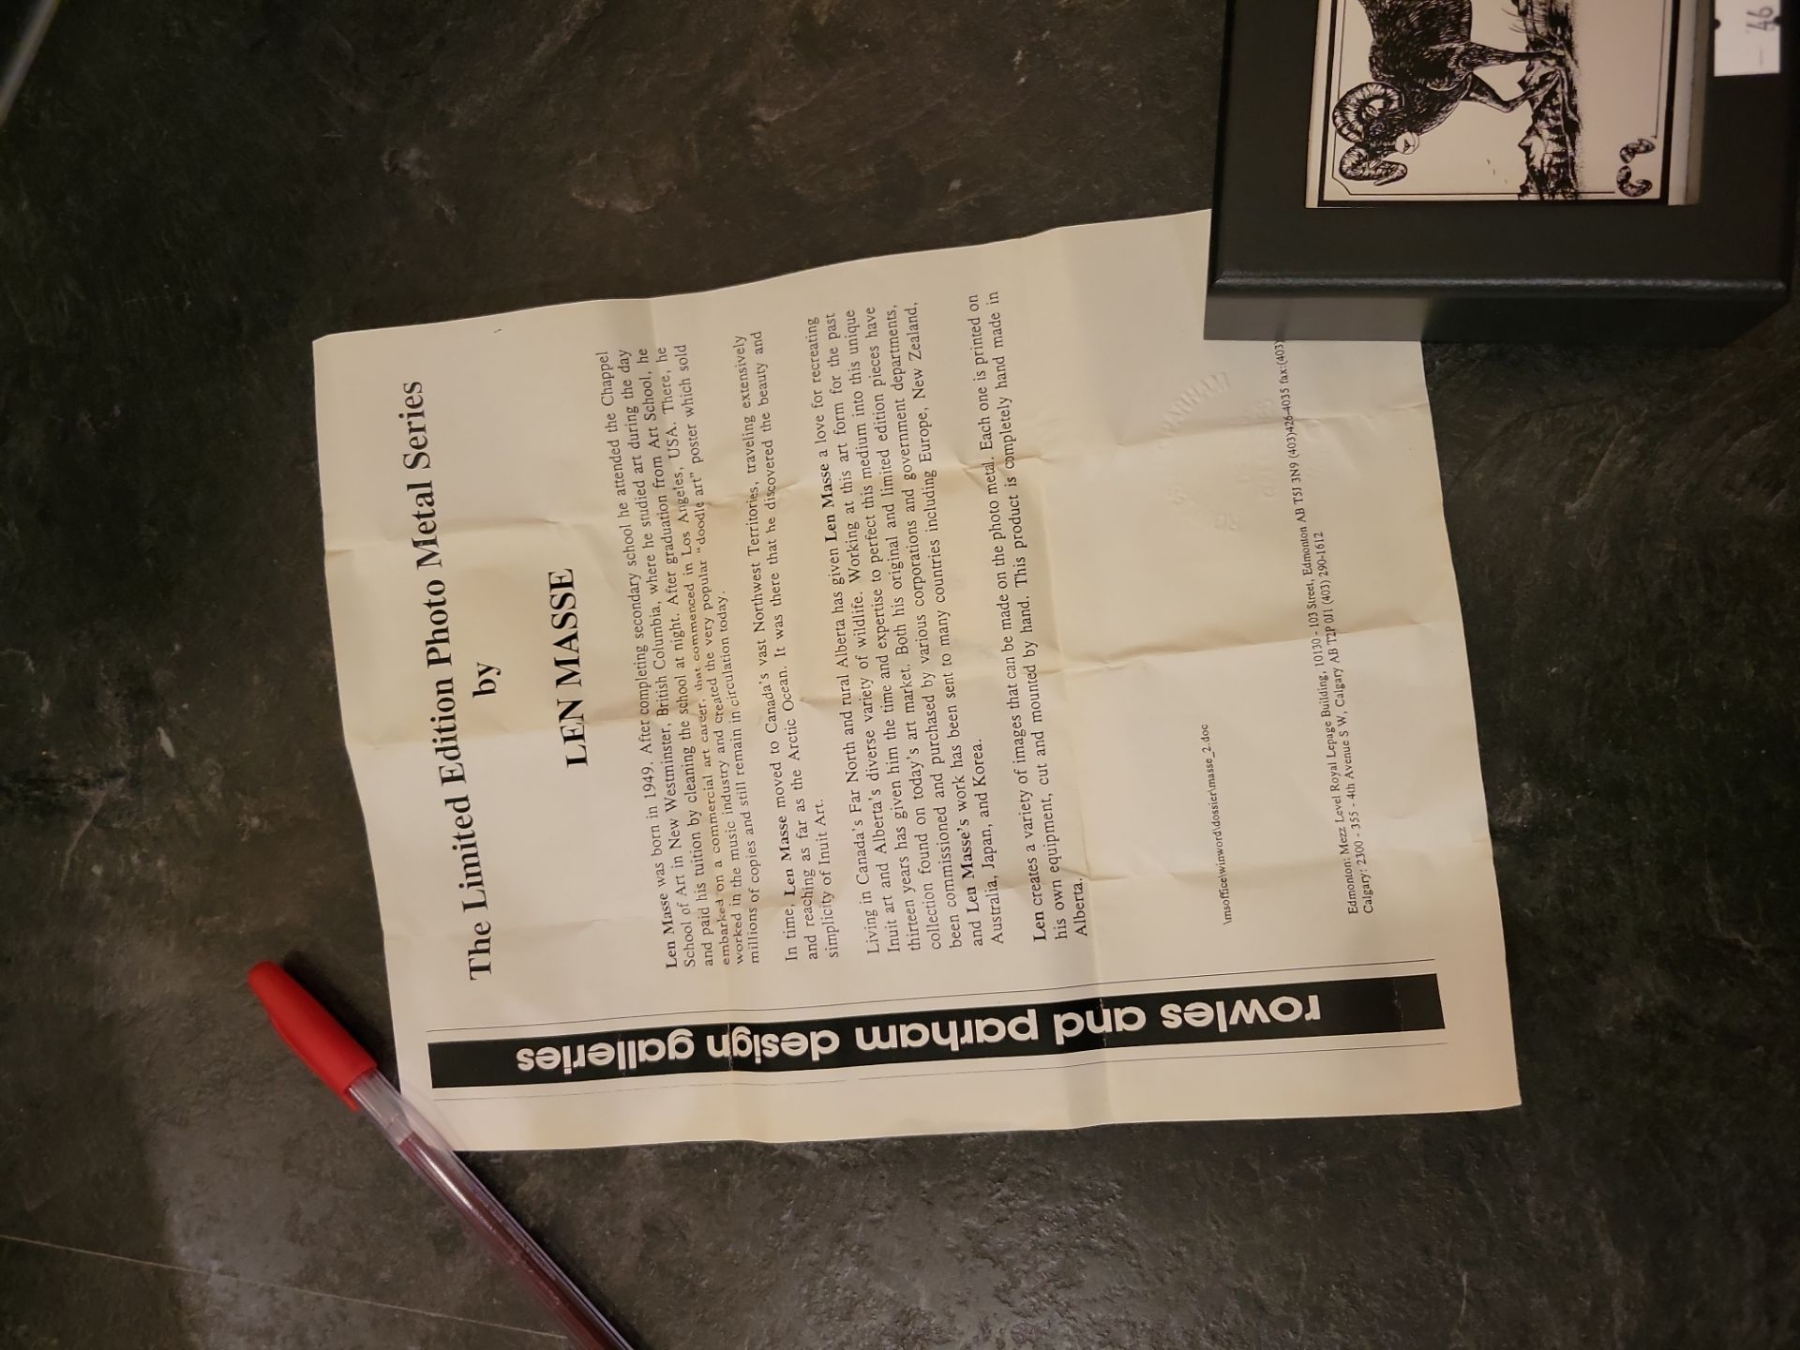 The Limited Edition Photo Metal Series
by
LEN MASSE
Len Masse was born in 1949. After completing secondary school he attended the Chappel
School of Art in New Westminster, British Columbia, where he studied art during the day
and paid his tuition by cleaning the school at night. After graduation from Art School, he
embarked on a commercial art career, that commenced in Los Angeles, USA. There, he
worked in the music industry and created the very popular "doodle art" poster which sold
millions of copies and still remain in circulation today.
In time, Len Masse moved to Canada's vast Northwest Territories, traveling extensively
and reaching as far as the Arctic Ocean. It was there that he discovered the beauty and
simplicity of Inuit Art.
Living in Canada's Far North and rural Alberta has given Len Masse a love for recreating
Inuit art and Alberta's diverse variety of wildlife. Working at this art form for the past
thirteen years has given him the time and expertise to perfect this medium into this unique
collection found on today's art market. Both his original and limited edition pieces have
been commissioned and purchased by various corporations and government departments,
and Len Masse's work has been sent to many countries including Europe, New Zealand,
Australia, Japan, and Korea.
Len creates a variety of images that can be made on the photo metal. Each one is printed on
his own equipment, cut and mounted by hand. This product is completely hand made in
Alberta.
\msoffice\winword\dossier\masse_2.doc
Edmonton: Mezz Level Royal Lepage Building, 10130 - 103 Street, Edmonton AB T5J 3N9 (403)426-4035 fax:(403)
Calgary: 2300 - 355 - 4th Avenue S W, Calgary AB T2P 0J1 (403) 290-1612
rowles and parham design galleries
PARHAM